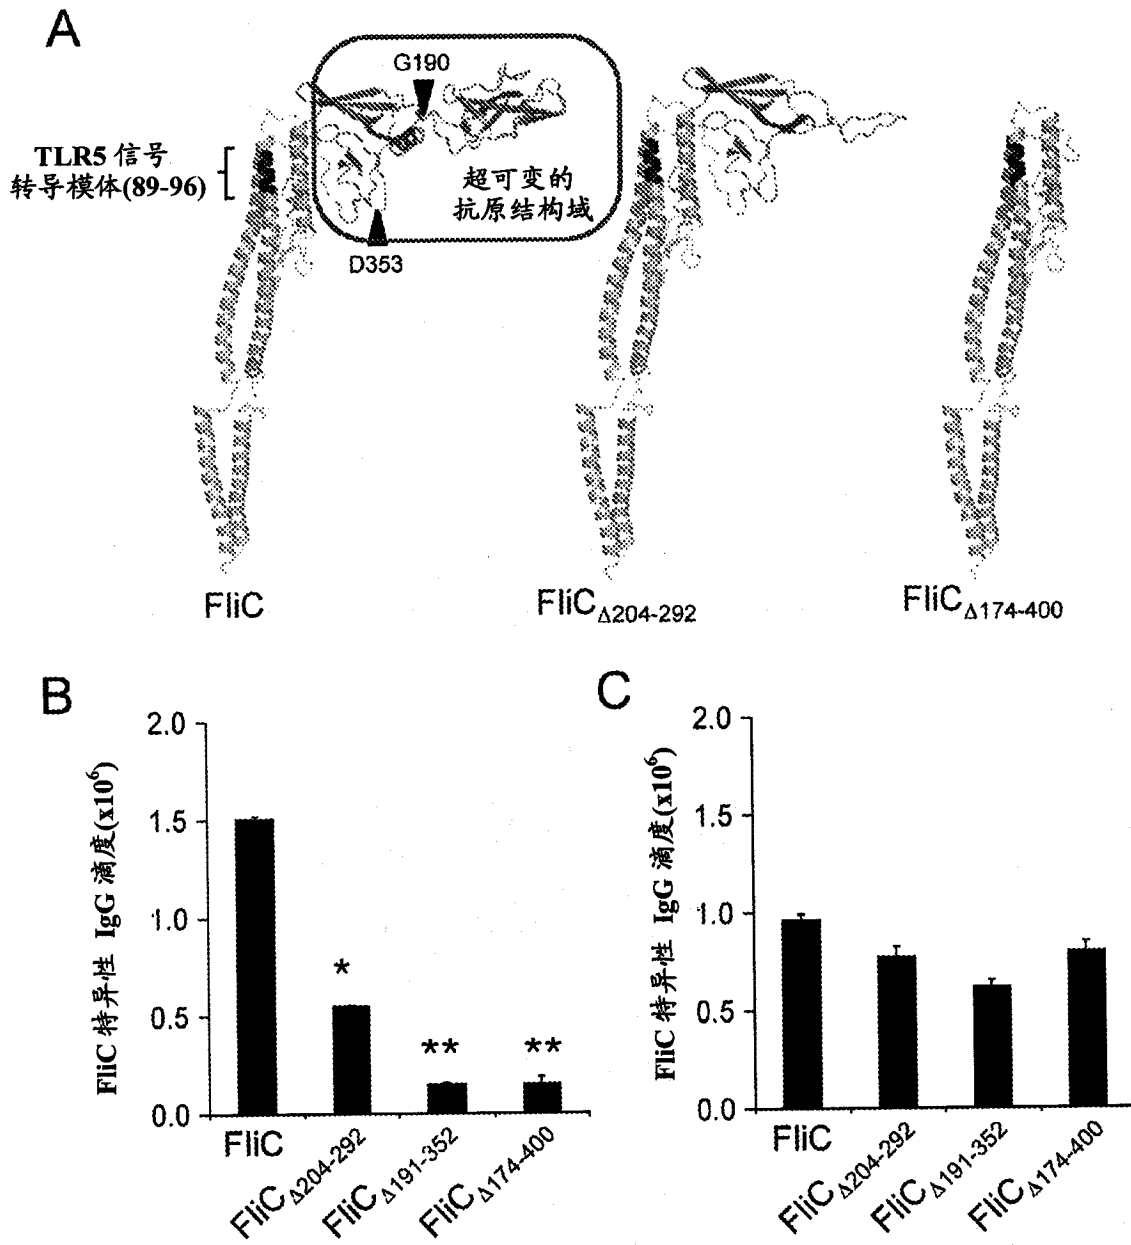 A
G190
TLR5 信号
转导模体(89-96)
超可变的
抗原结构域
D353
FliC
FliCΔ204-292
FliCΔ174-400
B
FliC 特异性 IgG 滴度(x10⁶)
2.0
1.5
1.0
0.5
0.0
*
**
**
FliC
FliCΔ204-292
FliCΔ191-352
FliCΔ174-400
C
FliC 特异性 IgG 滴度(x10⁶)
2.0
1.5
1.0
0.5
0.0
FliC
FliCΔ204-292
FliCΔ191-352
FliCΔ174-400